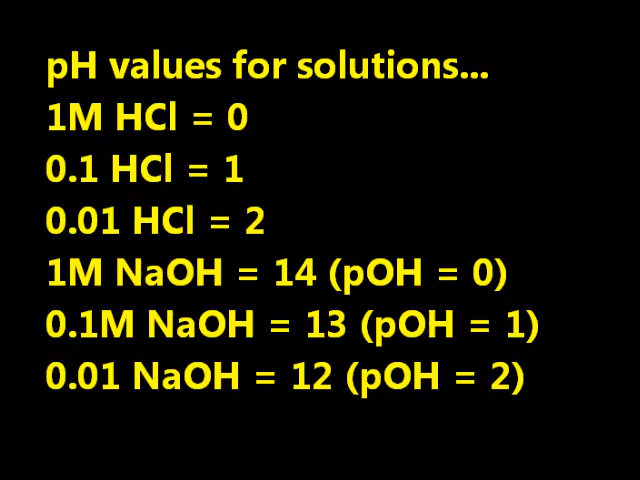 pH values for solutions...
1M HCl = 0
0.1 HCl = 1
0.01 HCl = 2
1M NaOH = 14 (pOH = 0)
0.1M NaOH = 13 (pOH = 1)
0.01 NaOH = 12 (pOH = 2)